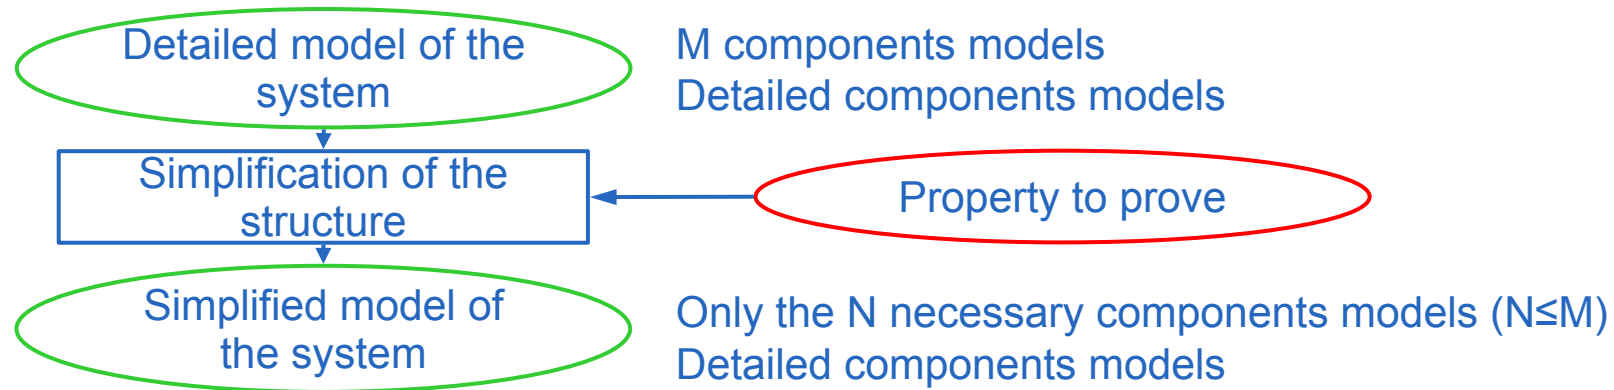 Detailed model of the
system
M components models
Detailed components models
Simplification of the
structure
Property to prove
Simplified model of
the system
Only the N necessary components models (N≤M)
Detailed components models